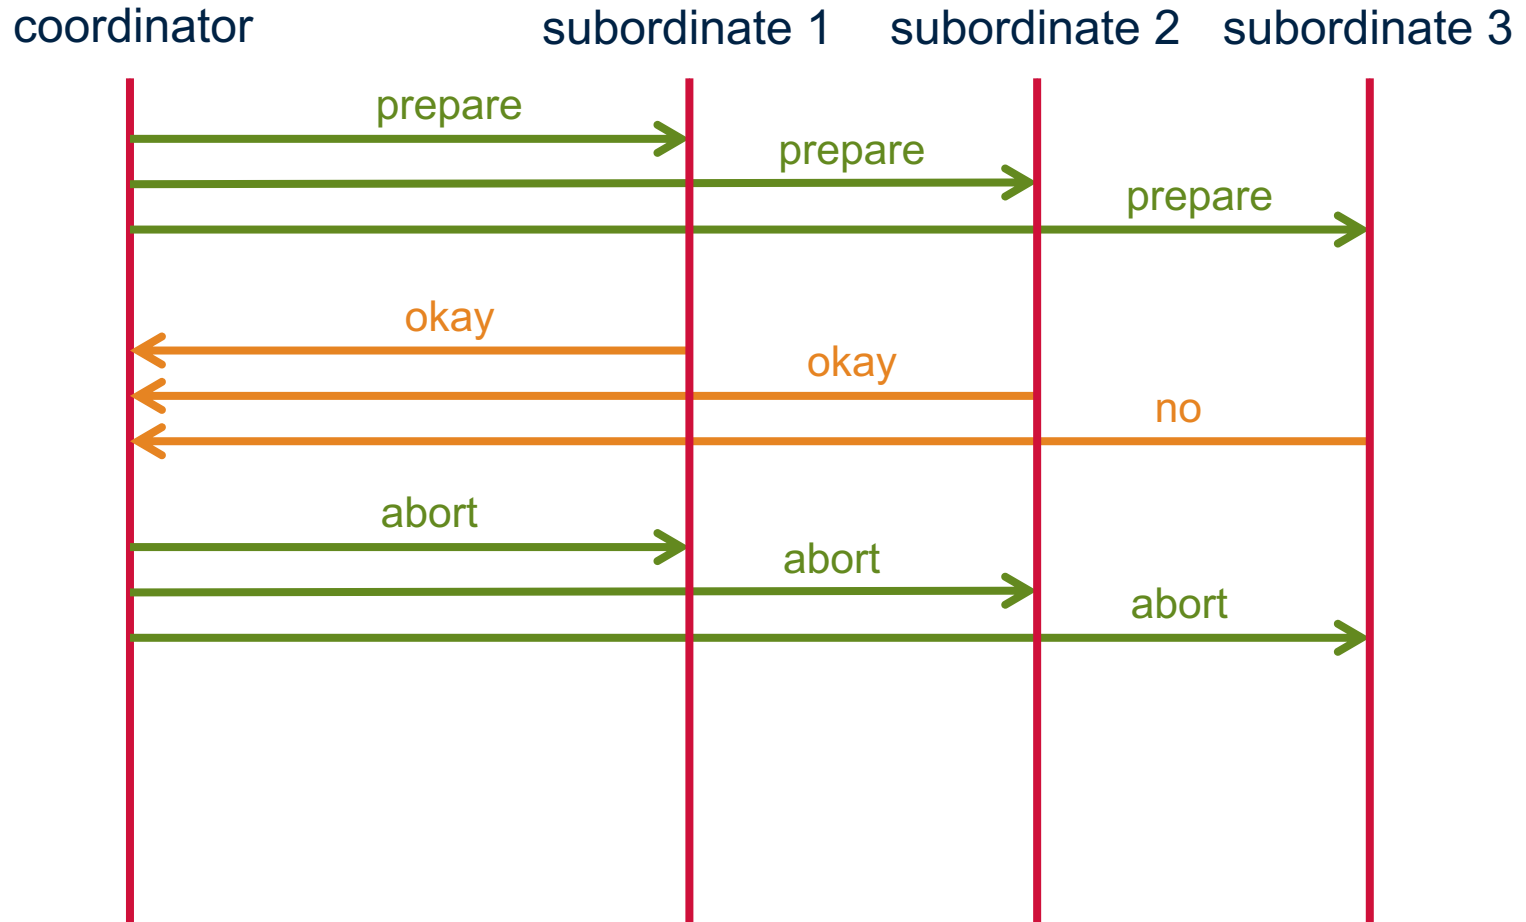 coordinator subordinate 1 subordinate 2 subordinate 3
prepare
prepare
prepare
okay
okay
no
abort
abort
abort